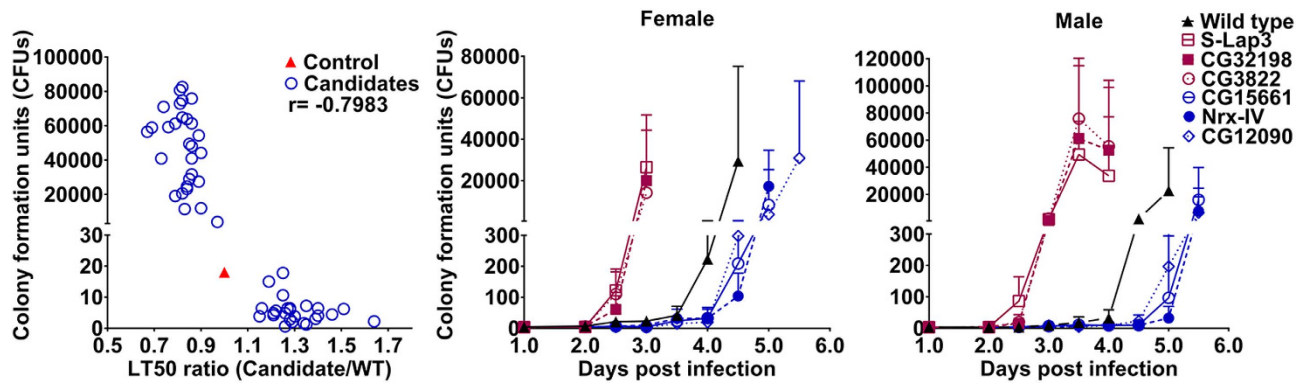 Colony formation units (CFUs)
100000
80000
60000
40000
20000
30
20
10
0
0.5 0.7 0.9 1.1 1.3 1.5 1.7
LT50 ratio (Candidate/WT)
Control
Candidates
r= -0.7983
Female
Colony formation units (CFUs)
80000
60000
40000
20000
300
200
100
0
1.0 2.0 3.0 4.0 5.0 6.0
Days post infection
Male
120000
100000
80000
60000
40000
20000
300
200
100
0
1.0 2.0 3.0 4.0 5.0 6.0
Days post infection
Wild type
S-Lap3
CG32198
CG3822
CG15661
Nrx-IV
CG12090